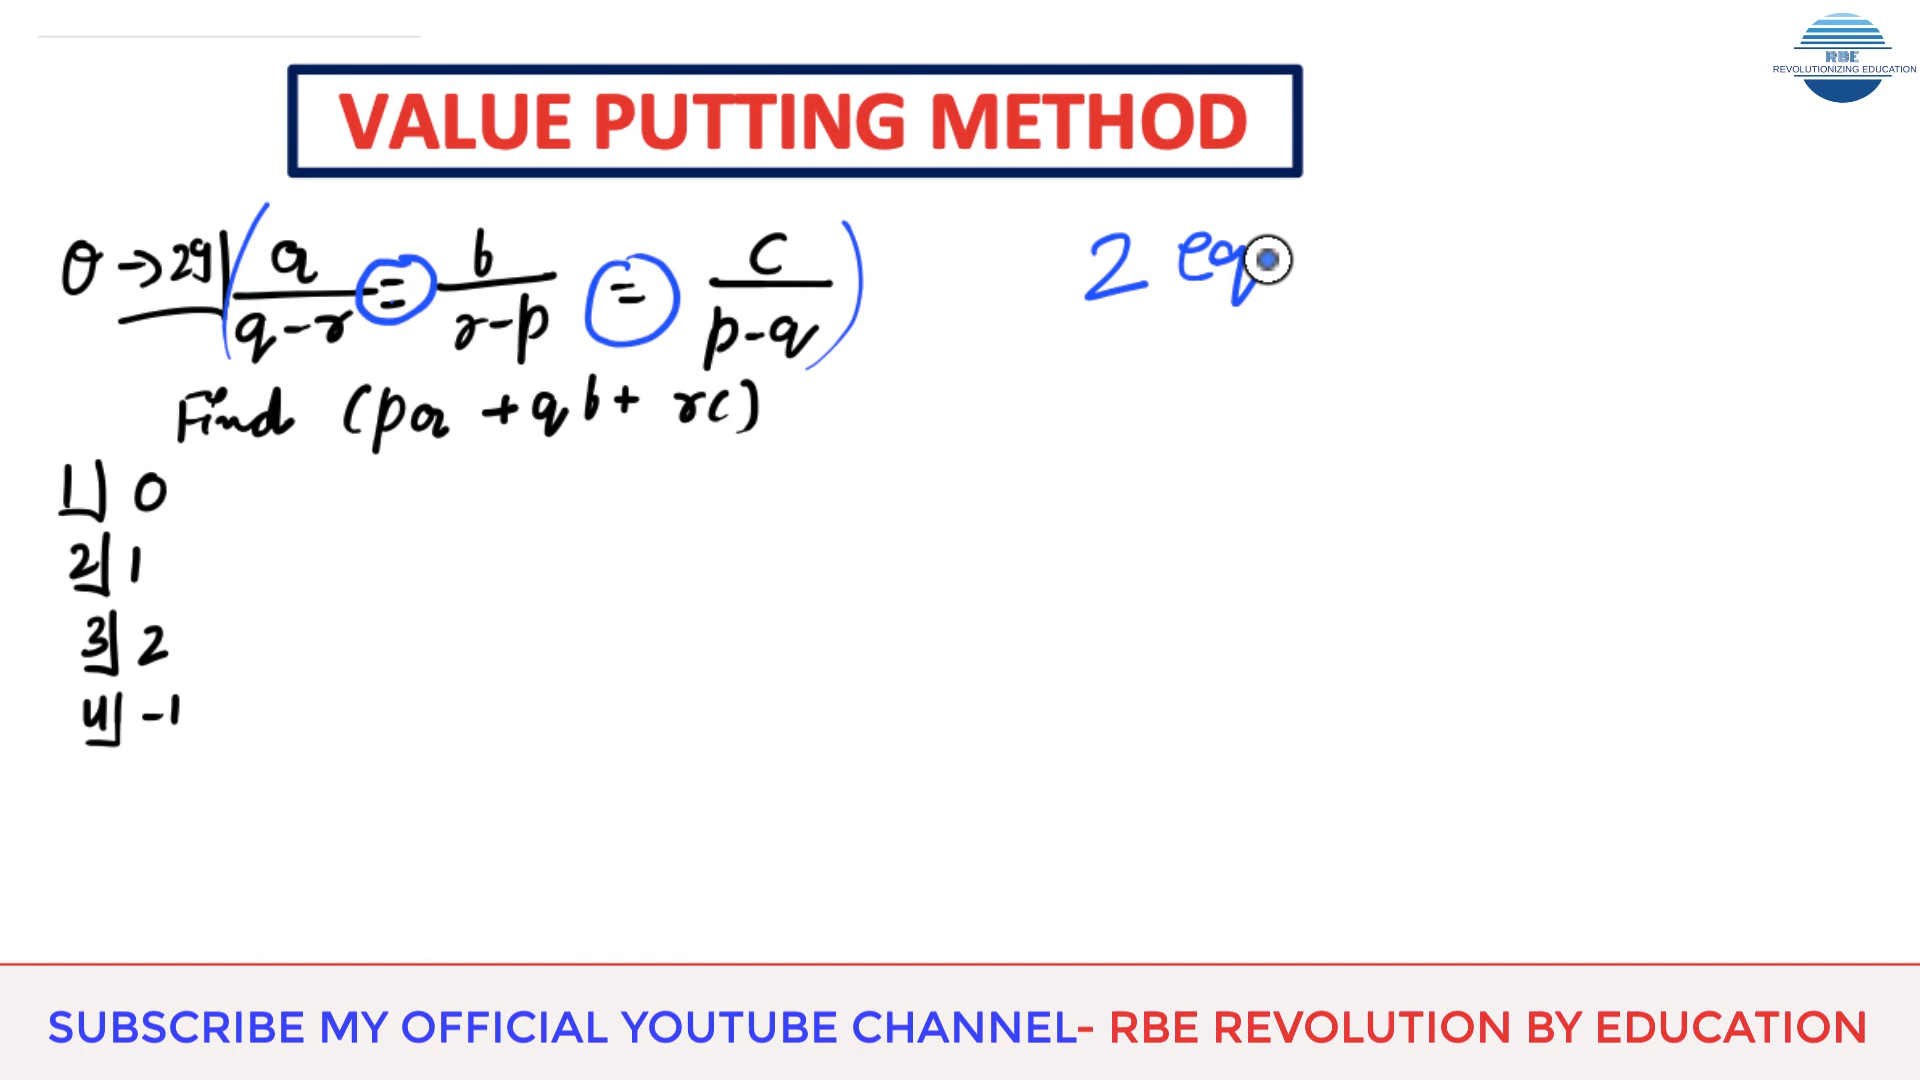 RBE
REVOLUTIONIZING EDUCATION
VALUE PUTTING METHOD
Q → 29| (a/(q-r) = b/(r-p) = c/(p-q))
2 eq
Find (pa + qb + rc)
1) 0
2) 1
3) 2
4) -1
SUBSCRIBE MY OFFICIAL YOUTUBE CHANNEL- RBE REVOLUTION BY EDUCATION